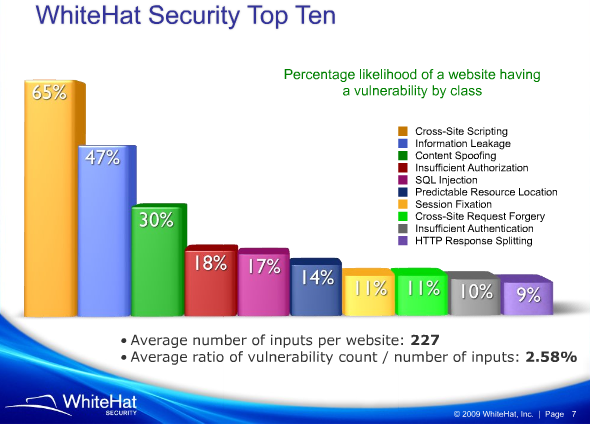 WhiteHat Security Top Ten
Percentage likelihood of a website having
a vulnerability by class
65%
47%
30%
18%
17%
14%
11%
11%
10%
9%
Cross-Site Scripting
Information Leakage
Content Spoofing
Insufficient Authorization
SQL Injection
Predictable Resource Location
Session Fixation
Cross-Site Request Forgery
Insufficient Authentication
HTTP Response Splitting
• Average number of inputs per website: 227
• Average ratio of vulnerability count / number of inputs: 2.58%
WhiteHat
SECURITY
© 2009 WhiteHat, Inc. | Page 7